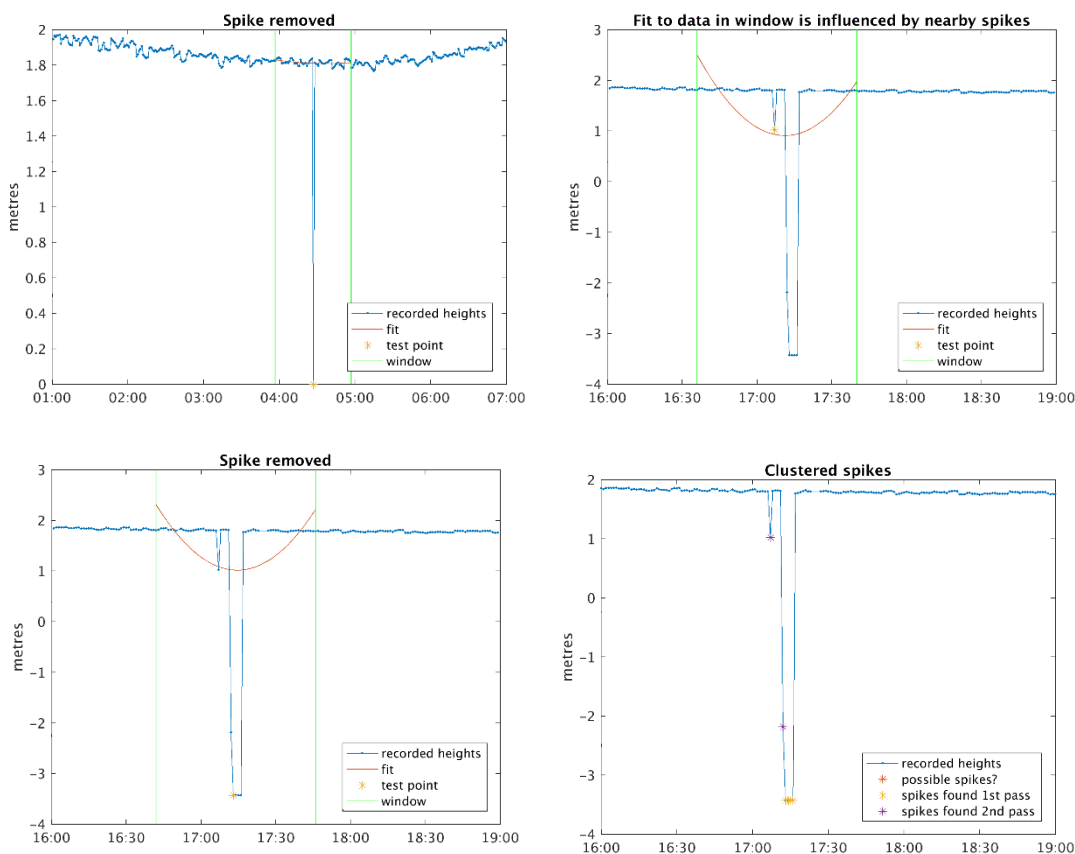 Spike removed
2
1.8
1.6
1.4
1.2
1
0.8
0.6
0.4
0.2
0
metres
recorded heights
fit
test point
window
01:00 02:00 03:00 04:00 05:00 06:00 07:00
Fit to data in window is influenced by nearby spikes
3
2
1
0
−1
−2
−3
−4
metres
recorded heights
fit
test point
window
16:00 16:30 17:00 17:30 18:00 18:30 19:00
Spike removed
3
2
1
0
−1
−2
−3
−4
metres
recorded heights
fit
test point
window
16:00 16:30 17:00 17:30 18:00 18:30 19:00
Clustered spikes
2
1
0
−1
−2
−3
−4
metres
recorded heights
possible spikes?
spikes found 1st pass
spikes found 2nd pass
16:00 16:30 17:00 17:30 18:00 18:30 19:00